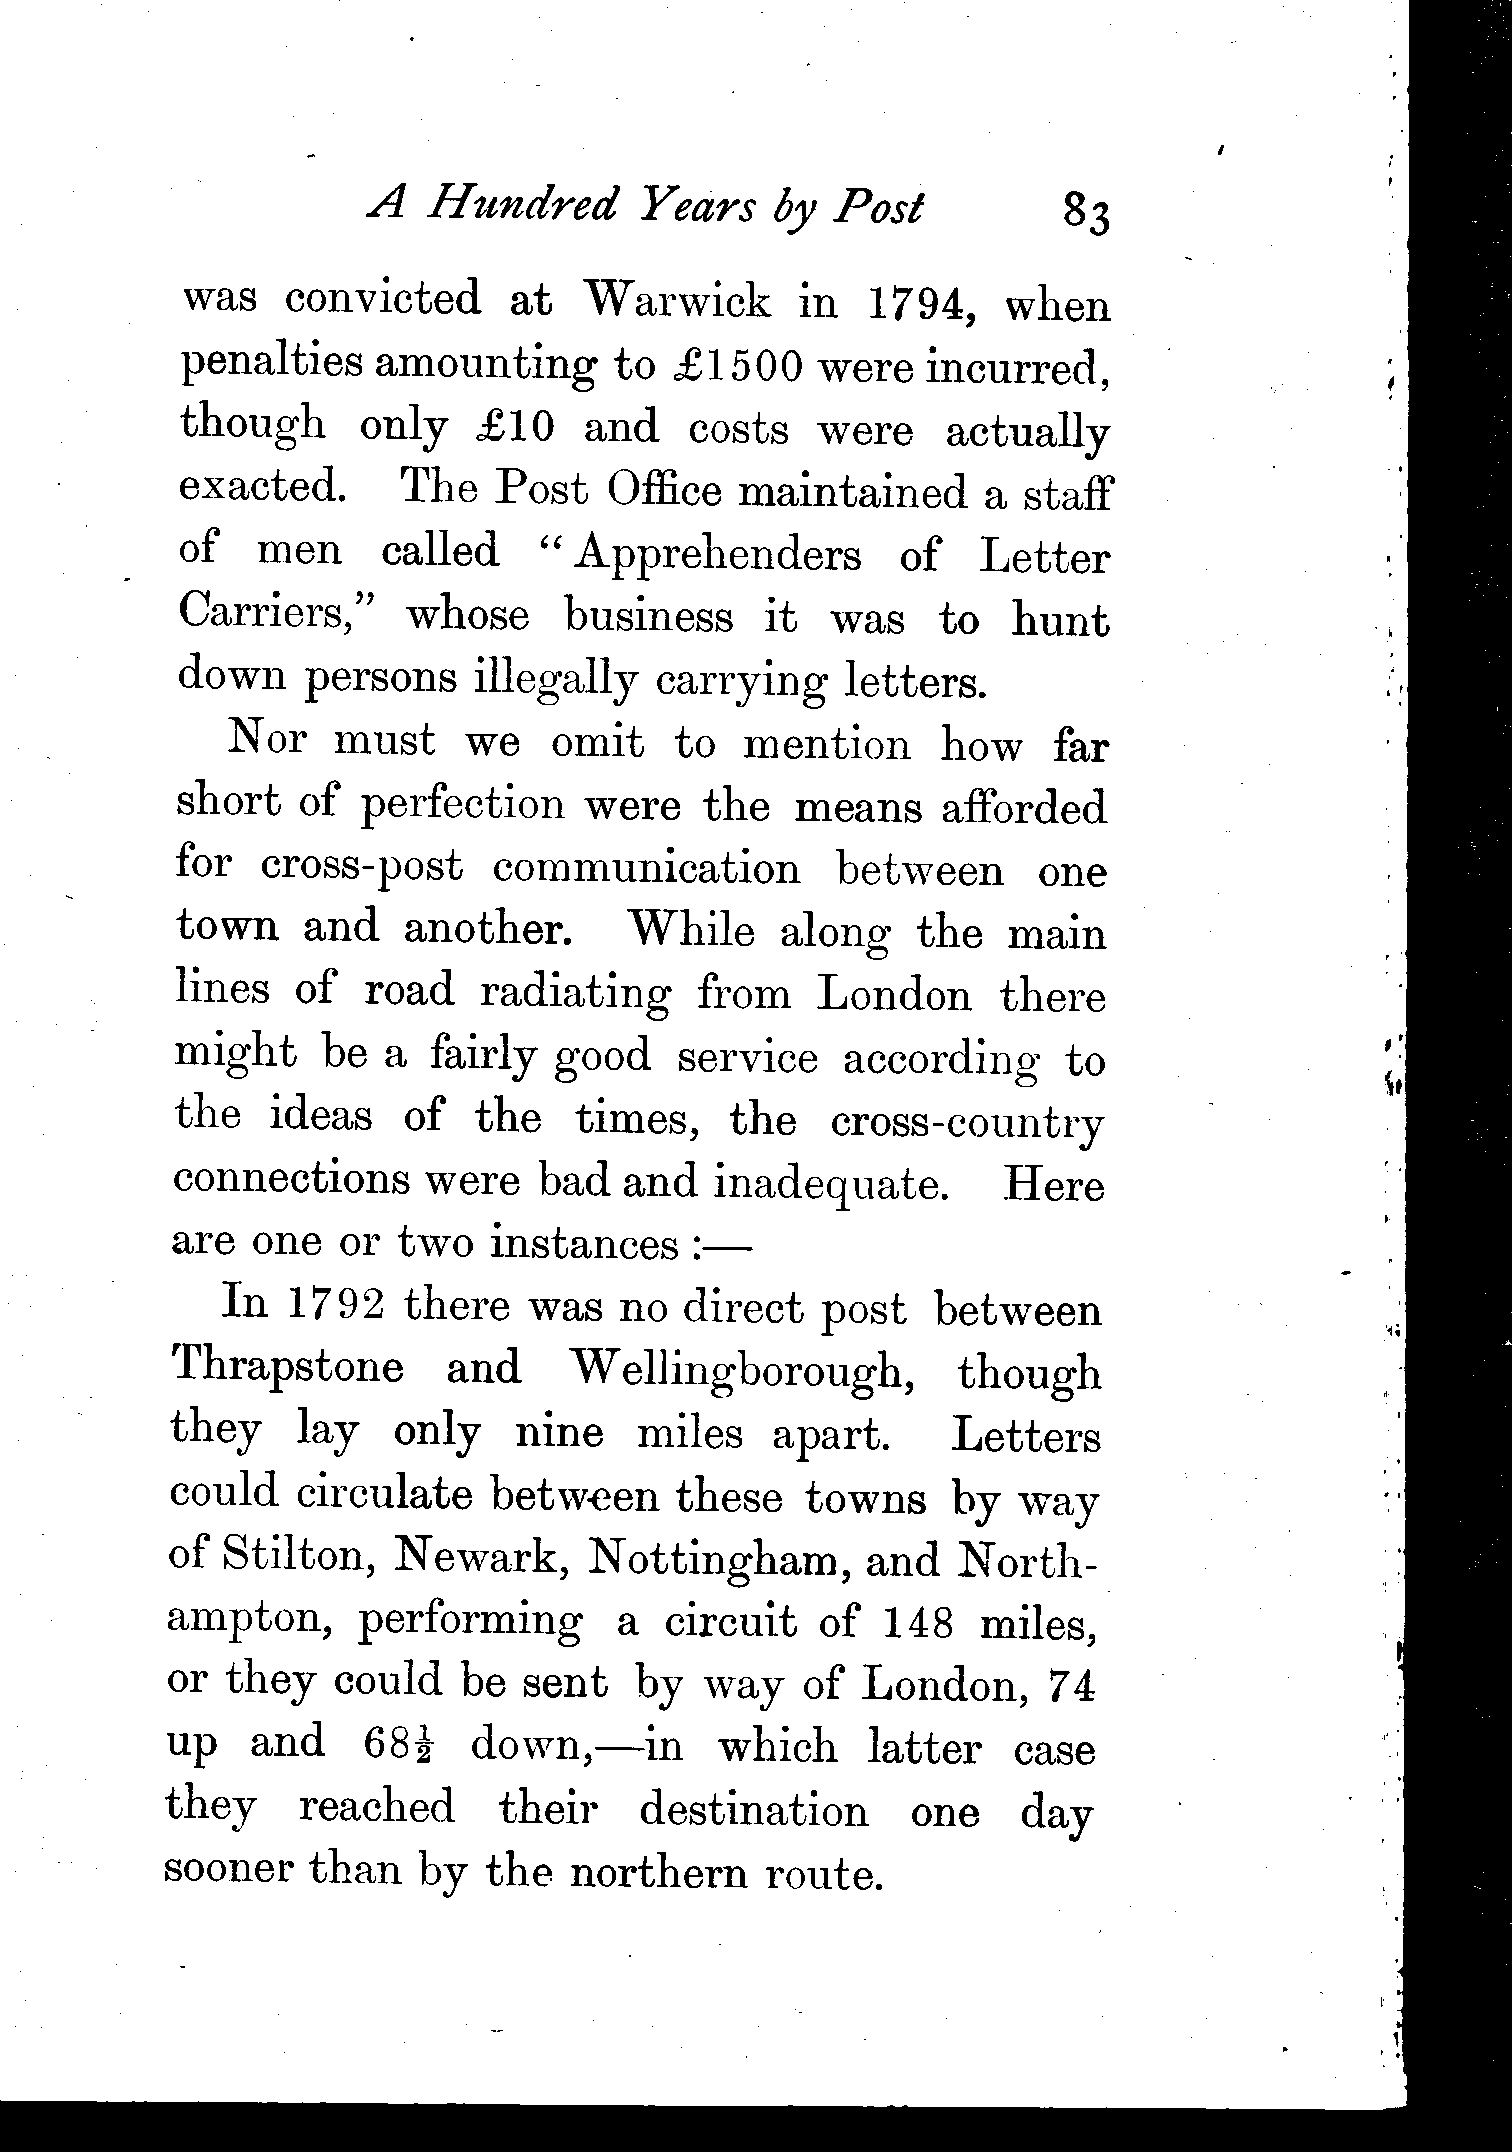 A Hundred Years by Post 83
was convicted at Warwick in 1794, when
penalties amounting to £1500 were incurred,
though only £10 and costs were actually
exacted. The Post Office maintained a staff
of men called “Apprehenders of Letter
Carriers,” whose business it was to hunt
down persons illegally carrying letters.
Nor must we omit to mention how far
short of perfection were the means afforded
for cross-post communication between one
town and another. While along the main
lines of road radiating from London there
might be a fairly good service according to
the ideas of the times, the cross-country
connections were bad and inadequate. Here
are one or two instances :—
In 1792 there was no direct post between
Thrapstone and Wellingborough, though
they lay only nine miles apart. Letters
could circulate between these towns by way
of Stilton, Newark, Nottingham, and North-
ampton, performing a circuit of 148 miles,
or they could be sent by way of London, 74
up and 68½ down,—in which latter case
they reached their destination one day
sooner than by the northern route.